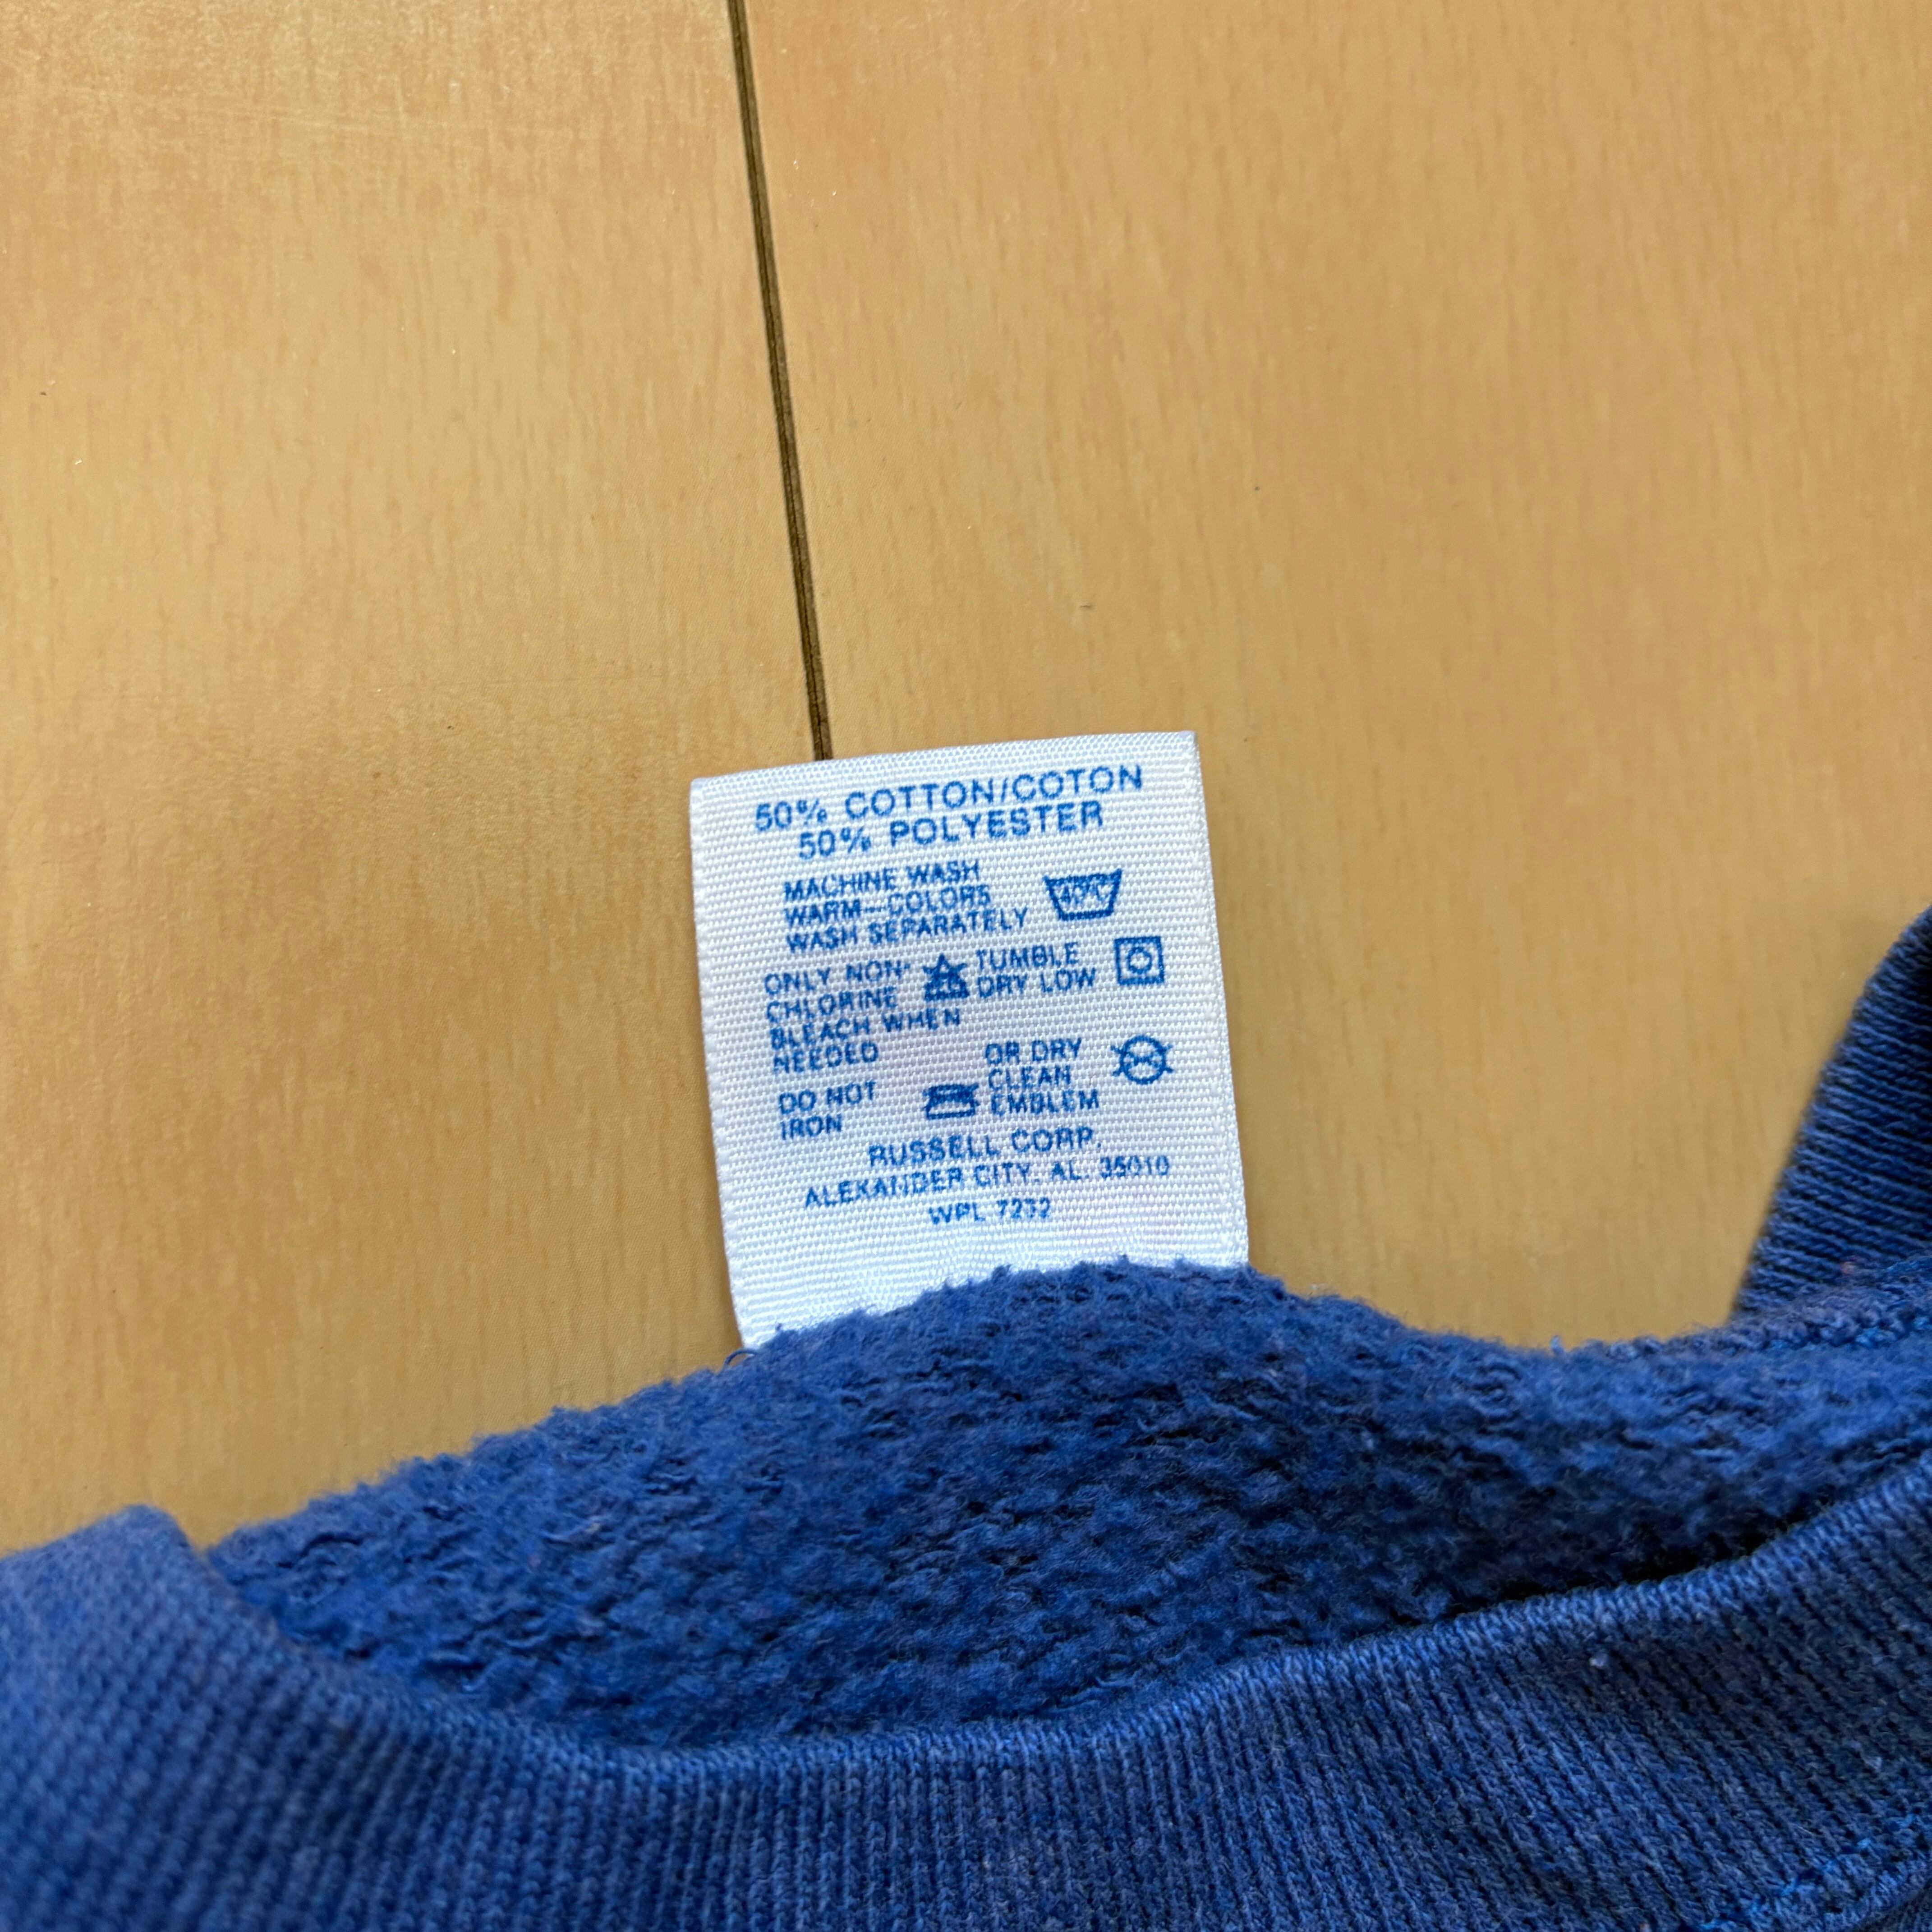 50% COTTON/COTON
50% POLYESTER
MACHINE WASH
WARM—COLORS
WASH SEPARATELY
40°C
ONLY NON-
CHLORINE
BLEACH WHEN
NEEDED
TUMBLE
DRY LOW
DO NOT
IRON
OR DRY
CLEAN
EMBLEM
RUSSELL CORP.
ALEXANDER CITY, AL. 35010
WPL 7232